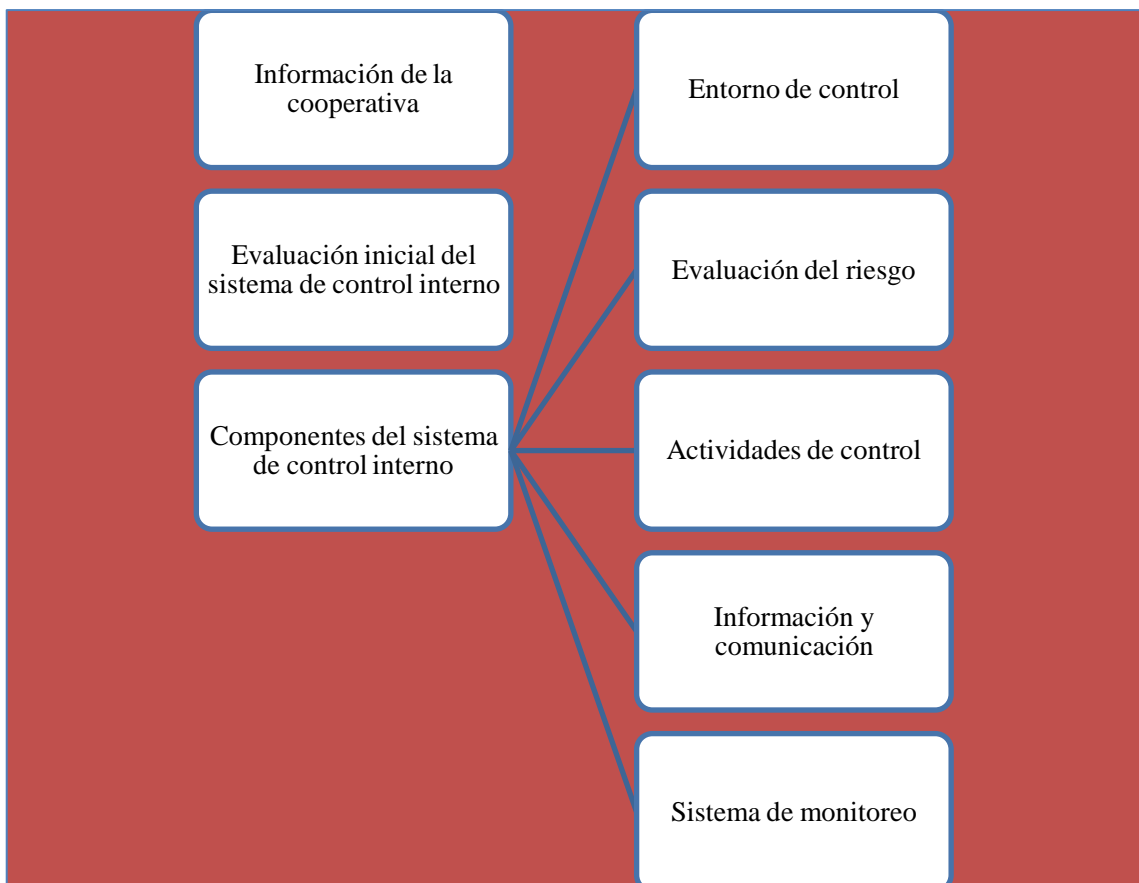 Información de la
cooperativa
Evaluación inicial del
sistema de control interno
Componentes del sistema
de control interno
Entorno de control
Evaluación del riesgo
Actividades de control
Información y
comunicación
Sistema de monitoreo